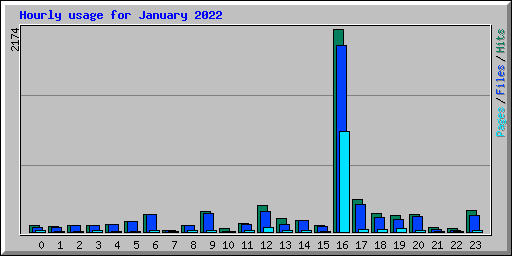 Hourly usage for January 2022
2174
Pages/Files/Hits
0 1 2 3 4 5 6 7 8 9 10 11 12 13 14 15 16 17 18 19 20 21 22 23